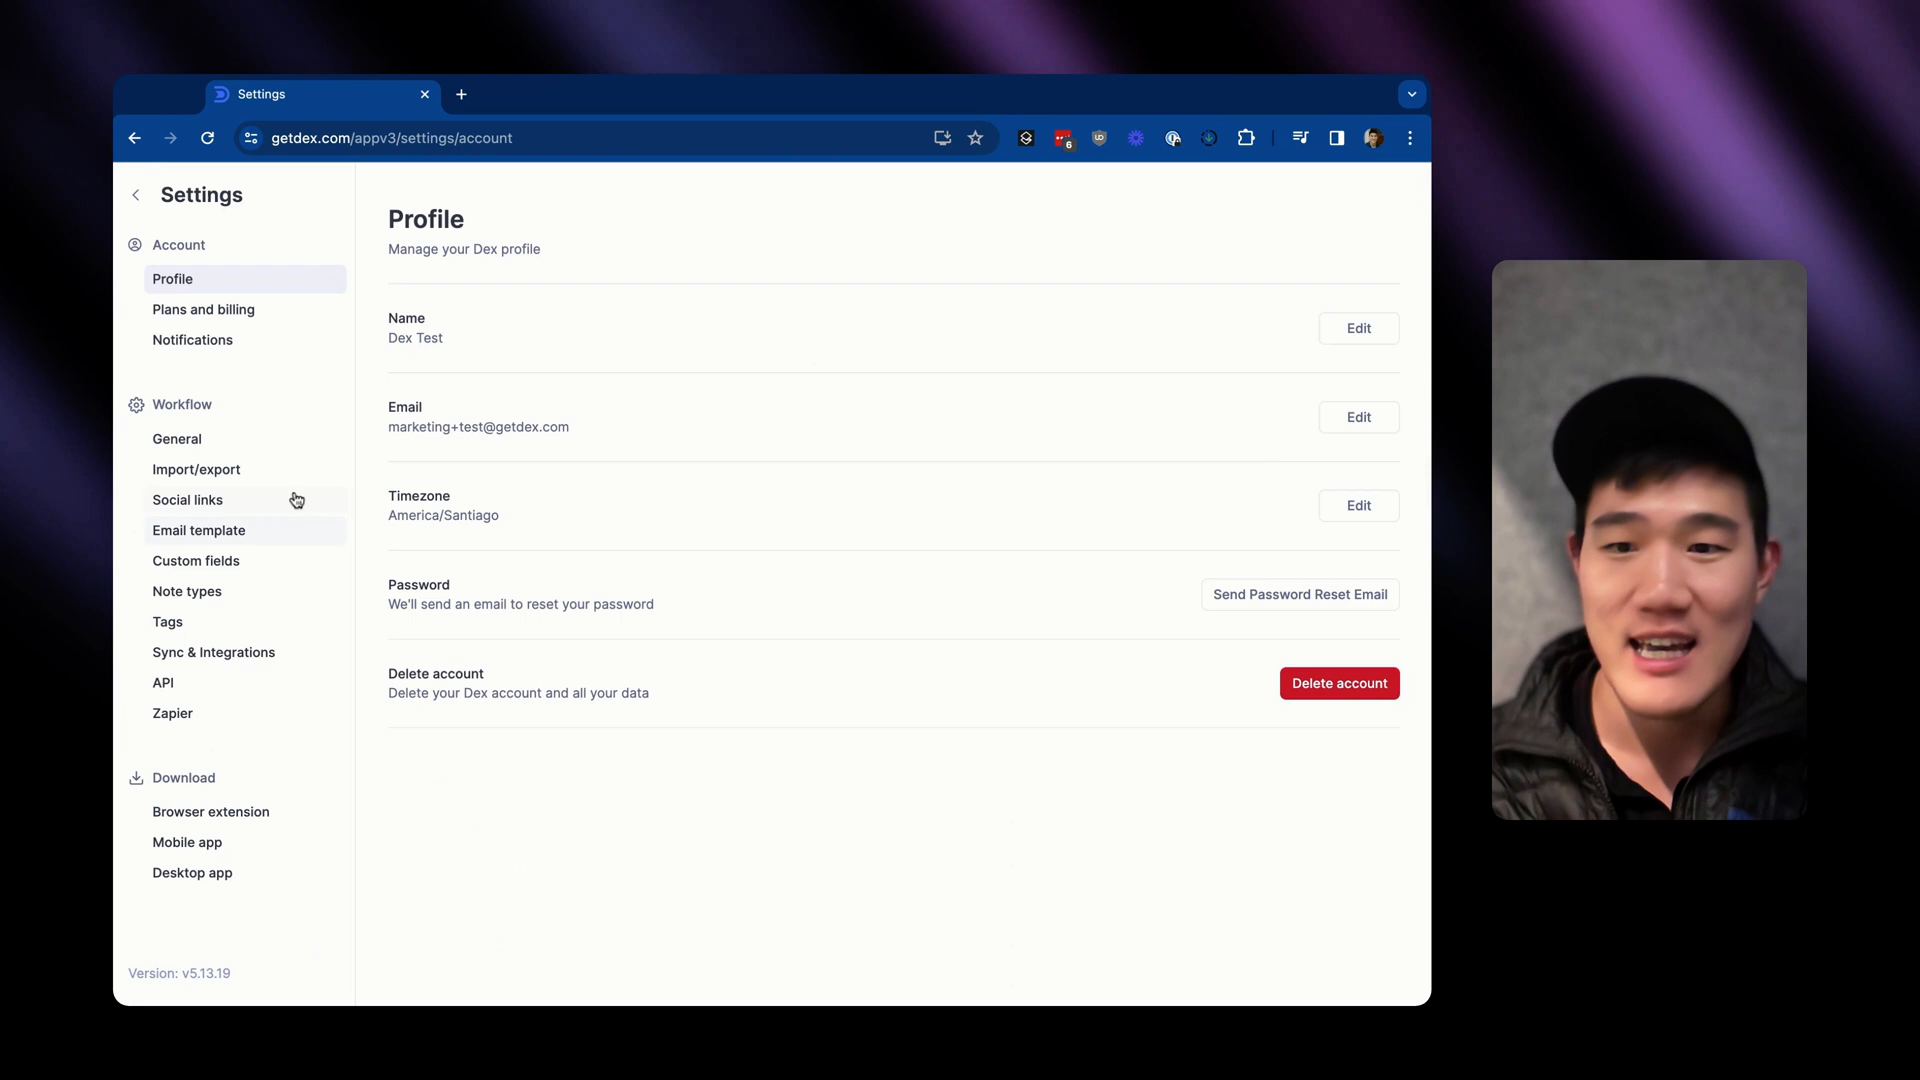 Settings
getdex.com/appv3/settings/account
6
Settings
Account
Profile
Plans and billing
Notifications
Workflow
General
Import/export
Social links
Email template
Custom fields
Note types
Tags
Sync & Integrations
API
Zapier
Download
Browser extension
Mobile app
Desktop app
Version: v5.13.19
Profile
Manage your Dex profile
Name
Dex Test
Edit
Email
marketing+test@getdex.com
Edit
Timezone
America/Santiago
Edit
Password
We'll send an email to reset your password
Send Password Reset Email
Delete account
Delete your Dex account and all your data
Delete account